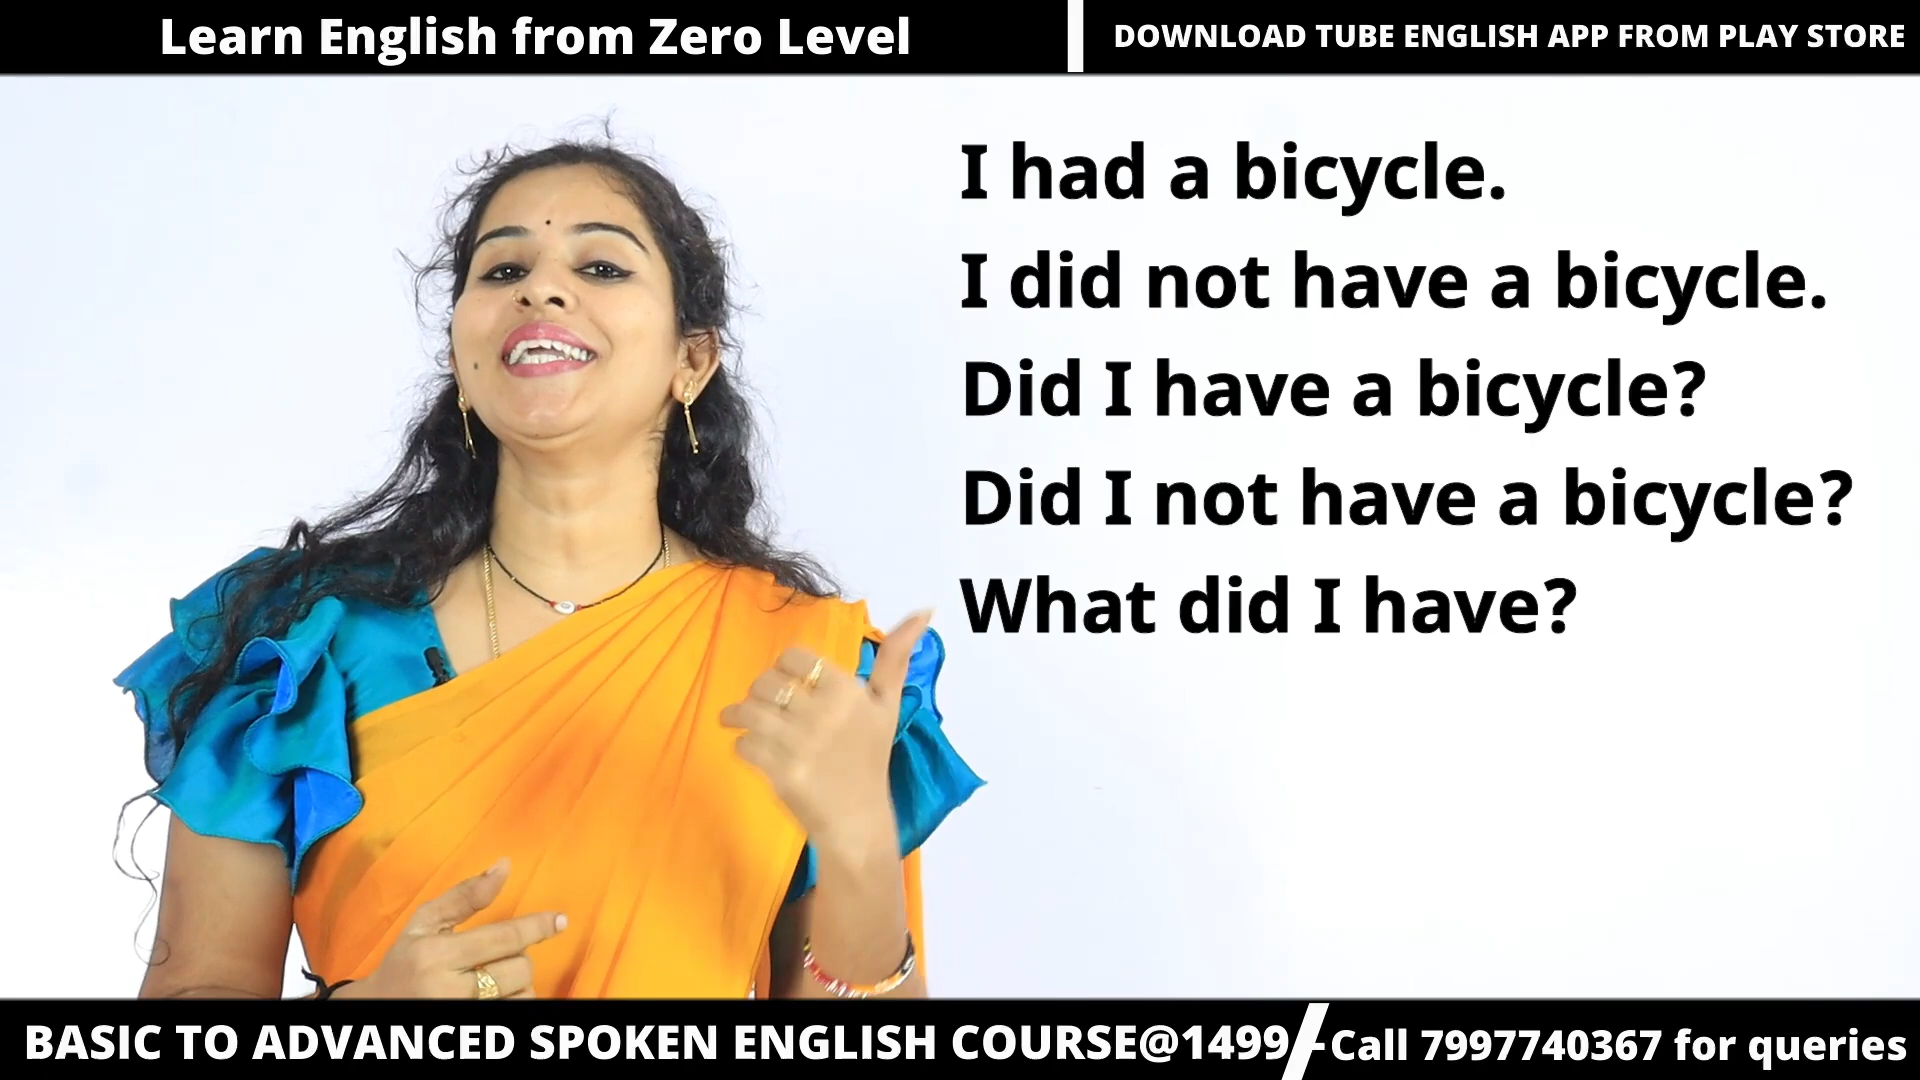 Learn English from Zero Level
DOWNLOAD TUBE ENGLISH APP FROM PLAY STORE
I had a bicycle.
I did not have a bicycle.
Did I have a bicycle?
Did I not have a bicycle?
What did I have?
BASIC TO ADVANCED SPOKEN ENGLISH COURSE@1499/-
Call 7997740367 for queries